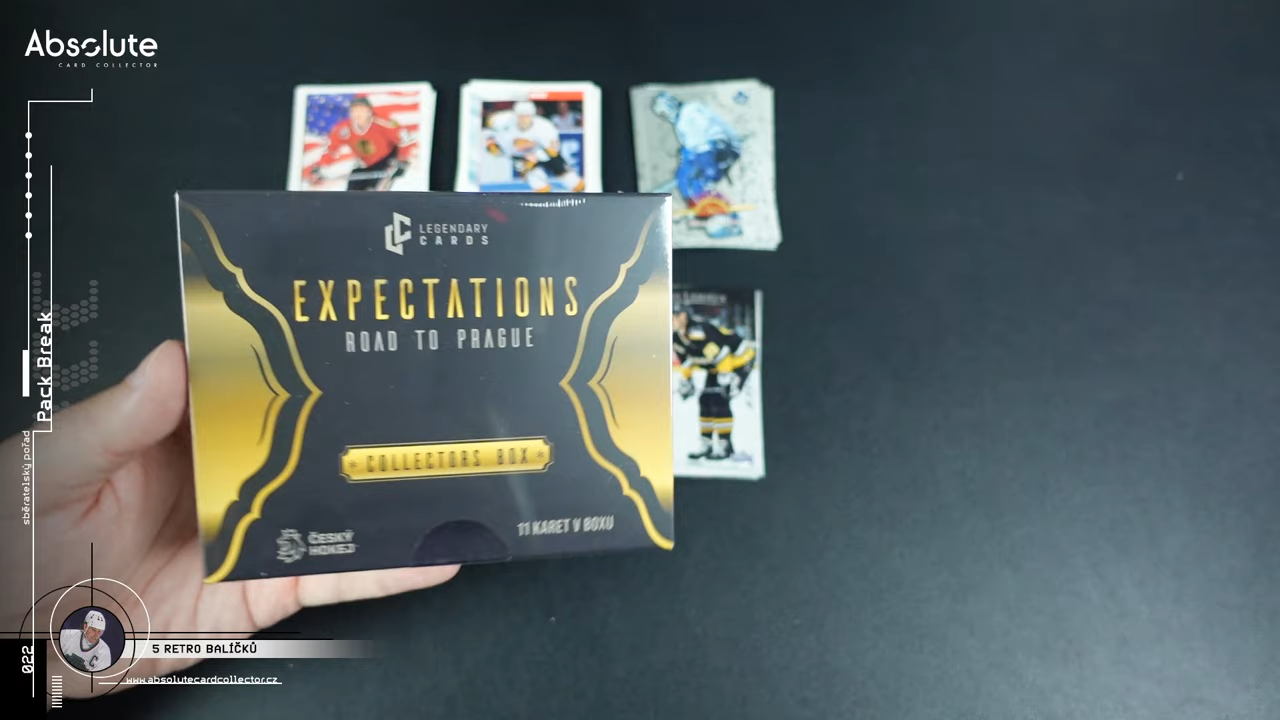 Absolute
CARD COLLECTOR
LEGENDARY
CARDS
EXPECTATIONS
ROAD TO PRAGUE
COLLECTORS BOX
ČESKÝ
HOKEJ
11 KARET V BOXU
Pack Break
sběratelský pořad
022
5 RETRO BALÍČKŮ
www.absolutecardcollector.cz